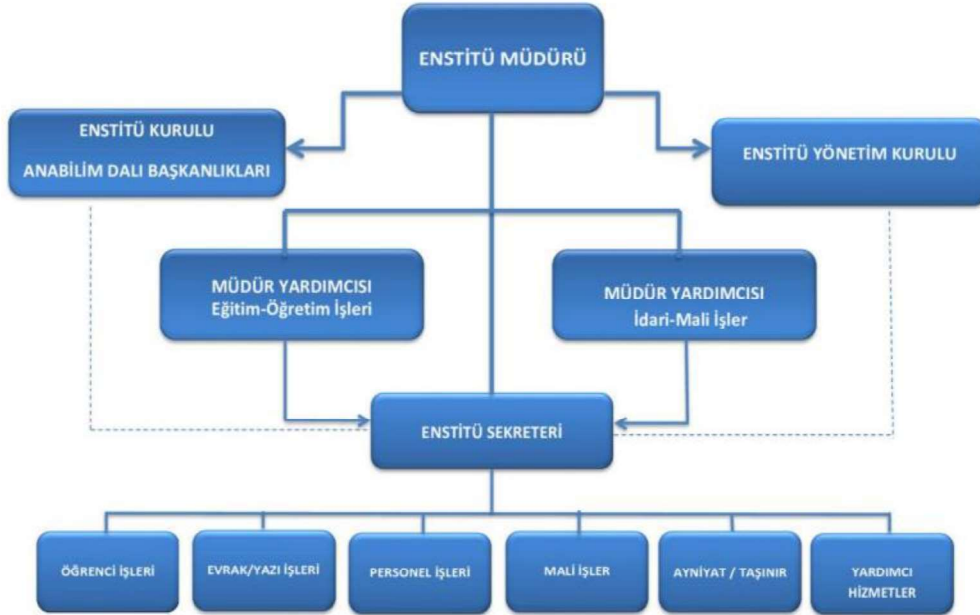 ENSTİTÜ MÜDÜRÜ
ENSTİTÜ KURULU
ANABİLİM DALI BAŞKANLIKLARI
ENSTİTÜ YÖNETİM KURULU
MÜDÜR YARDIMCISI
Eğitim-Öğretim İşleri
MÜDÜR YARDIMCISI
İdari-Mali İşler
ENSTİTÜ SEKRETERİ
ÖĞRENCİ İŞLERİ
EVRAK/YAZI İŞLERİ
PERSONEL İŞLERİ
MALİ İŞLER
AYNİYAT / TAŞINIR
YARDIMCI
HİZMETLER